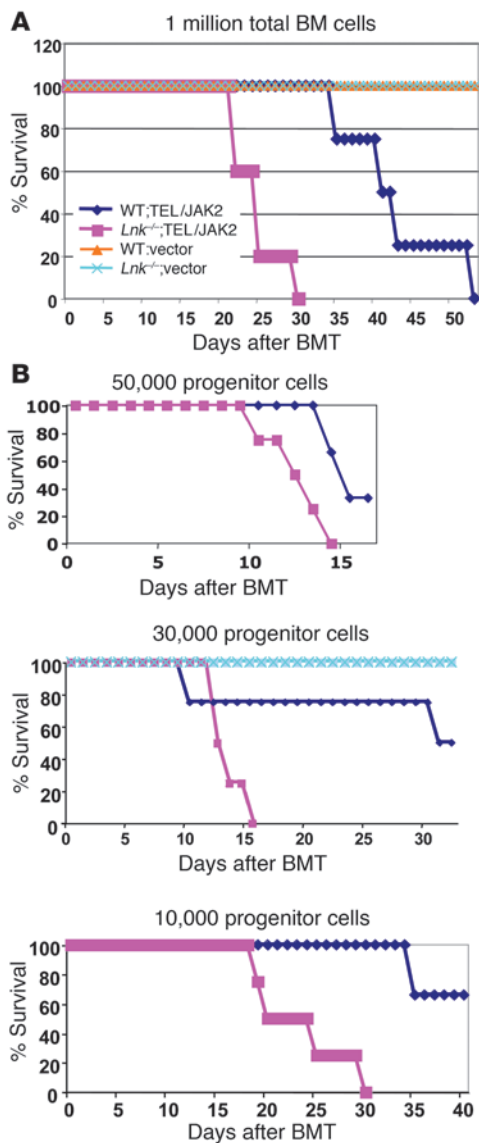 A
1 million total BM cells
% Survival
120
100
80
60
40
20
0
WT;TEL/JAK2
Lnk–/–;TEL/JAK2
WT:vector
Lnk–/–;vector
0 5 10 15 20 25 30 35 40 45 50
Days after BMT
B
50,000 progenitor cells
% Survival
100
80
60
40
20
0
0 5 10 15
Days after BMT
30,000 progenitor cells
% Survival
100
80
60
40
20
0
0 5 10 15 20 25 30
Days after BMT
10,000 progenitor cells
% Survival
100
80
60
40
20
0
0 5 10 15 20 25 30 35 40
Days after BMT